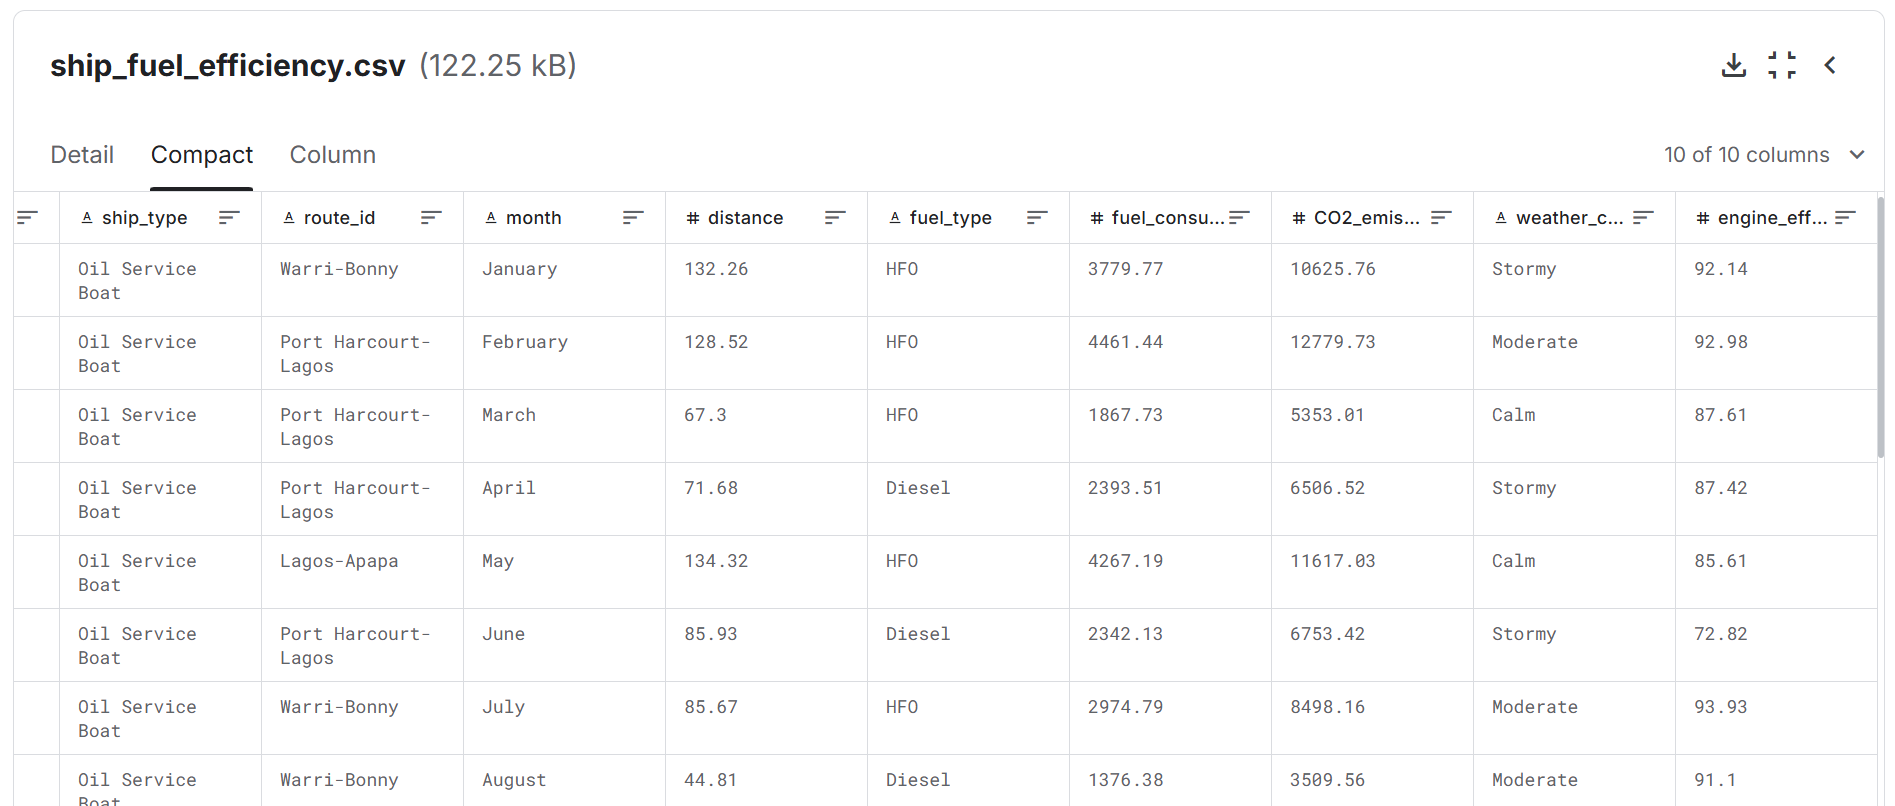 ship_fuel_efficiency.csv (122.25 kB)
Detail Compact Column 10 of 10 columns
A ship_type A route_id A month # distance A fuel_type # fuel_consu... # CO2_emis... A weather_c... # engine_eff...
Oil Service Warri-Bonny January 132.26 HFO 3779.77 10625.76 Stormy 92.14
Boat
Oil Service Port Harcourt- February 128.52 HFO 4461.44 12779.73 Moderate 92.98
Boat Lagos
Oil Service Port Harcourt- March 67.3 HFO 1867.73 5353.01 Calm 87.61
Boat Lagos
Oil Service Port Harcourt- April 71.68 Diesel 2393.51 6506.52 Stormy 87.42
Boat Lagos
Oil Service Lagos-Apapa May 134.32 HFO 4267.19 11617.03 Calm 85.61
Boat
Oil Service Port Harcourt- June 85.93 Diesel 2342.13 6753.42 Stormy 72.82
Boat Lagos
Oil Service Warri-Bonny July 85.67 HFO 2974.79 8498.16 Moderate 93.93
Boat
Oil Service Warri-Bonny August 44.81 Diesel 1376.38 3509.56 Moderate 91.1
Boat